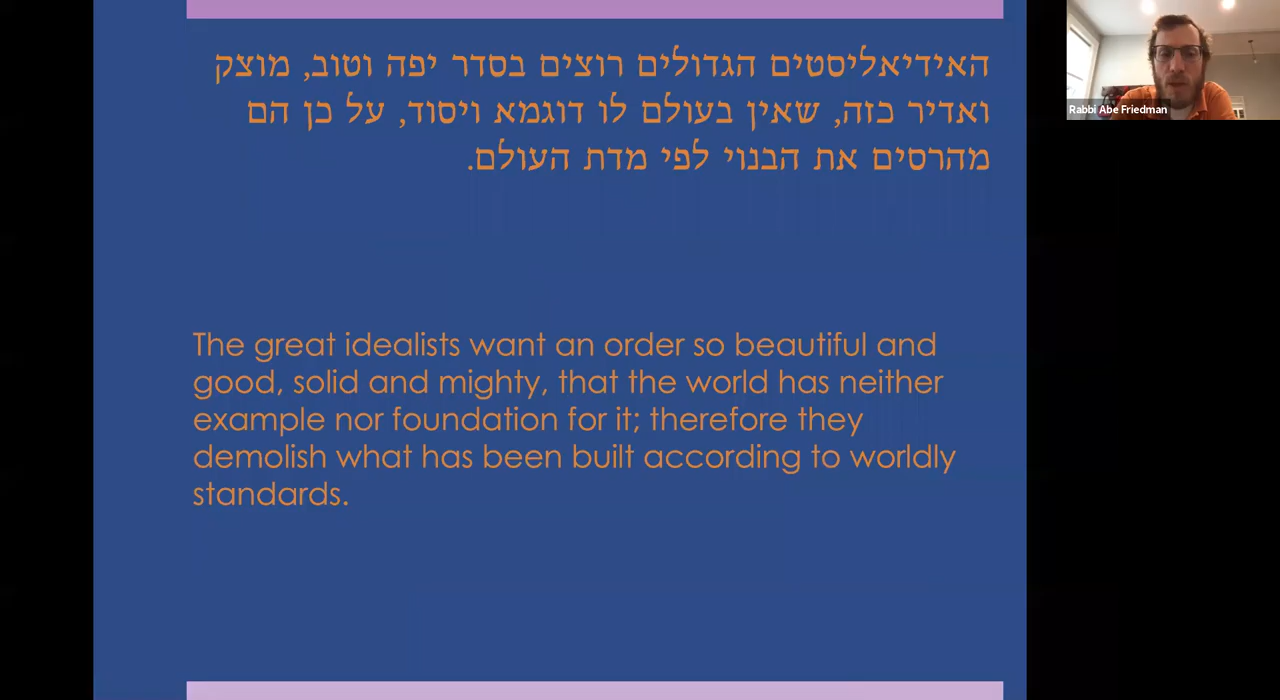 האידיאליסטים הגדולים רוצים בסדר יפה וטוב, מוצק
ואדיר כזה, שאין בעולם לו דוגמא ויסוד, על כן הם
מהרסים את הבנוי לפי מדת העולם.
The great idealists want an order so beautiful and
good, solid and mighty, that the world has neither
example nor foundation for it; therefore they
demolish what has been built according to worldly
standards.
Rabbi Abe Friedman